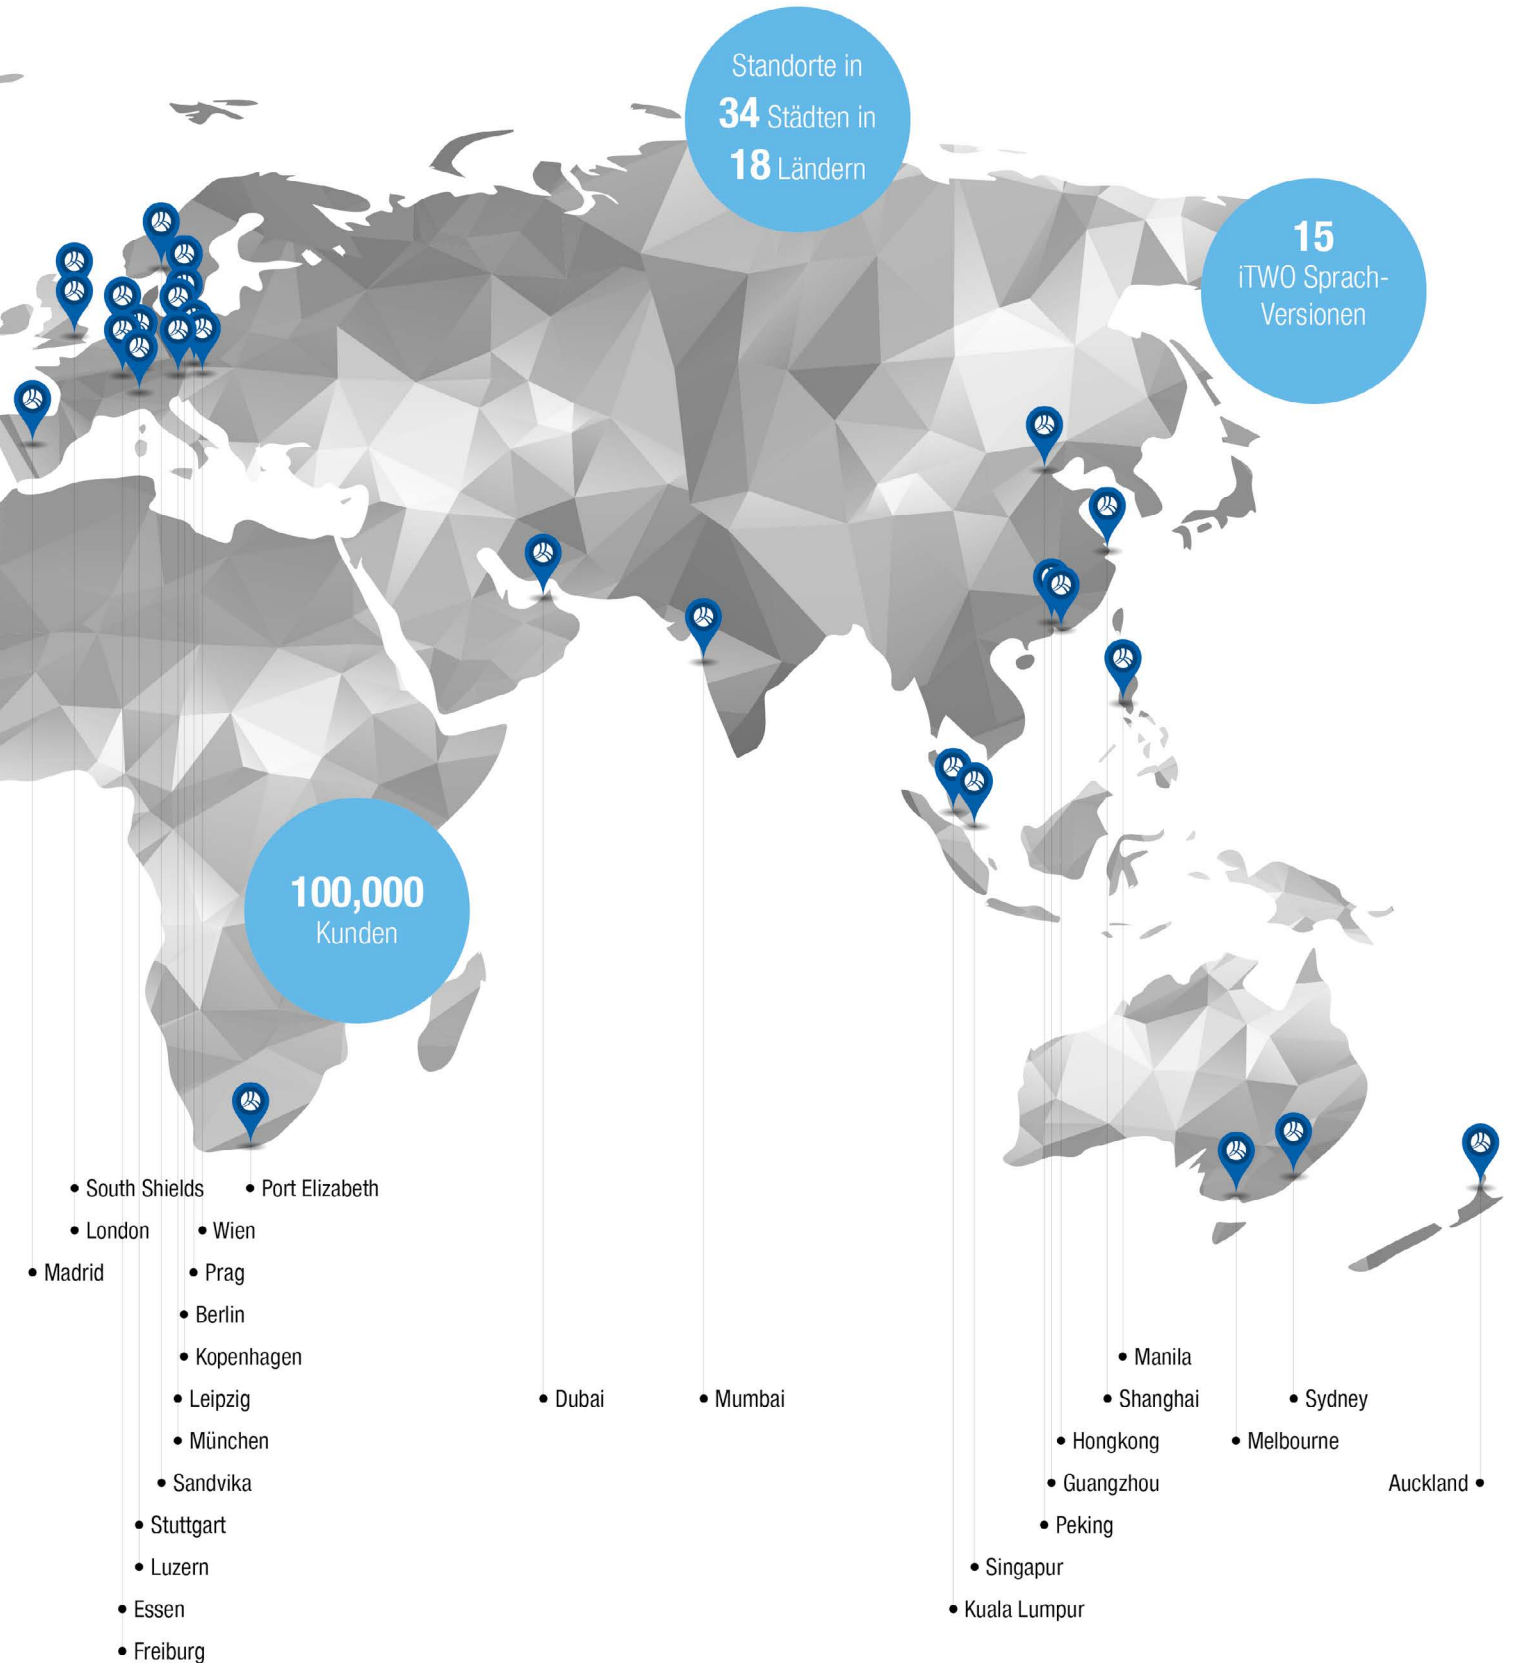 Standorte in
34 Städten in
18 Ländern
15
iTWO Sprach-
Versionen
100,000
Kunden
South Shields
Port Elizabeth
London
Wien
Madrid
Prag
Berlin
Kopenhagen
Manila
Leipzig
Dubai
Mumbai
Shanghai
Sydney
München
Hongkong
Melbourne
Sandvika
Guangzhou
Auckland
Stuttgart
Peking
Luzern
Singapur
Essen
Kuala Lumpur
Freiburg